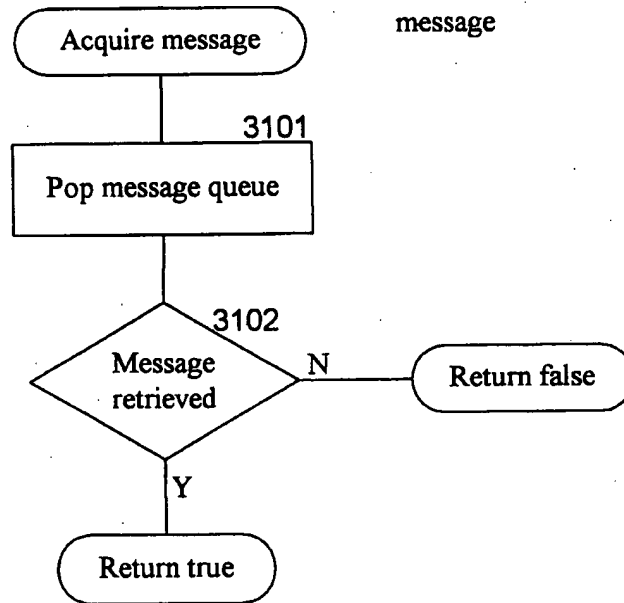 Acquire message
message
3101
Pop message queue
3102
Message
retrieved
N
Return false
Y
Return true